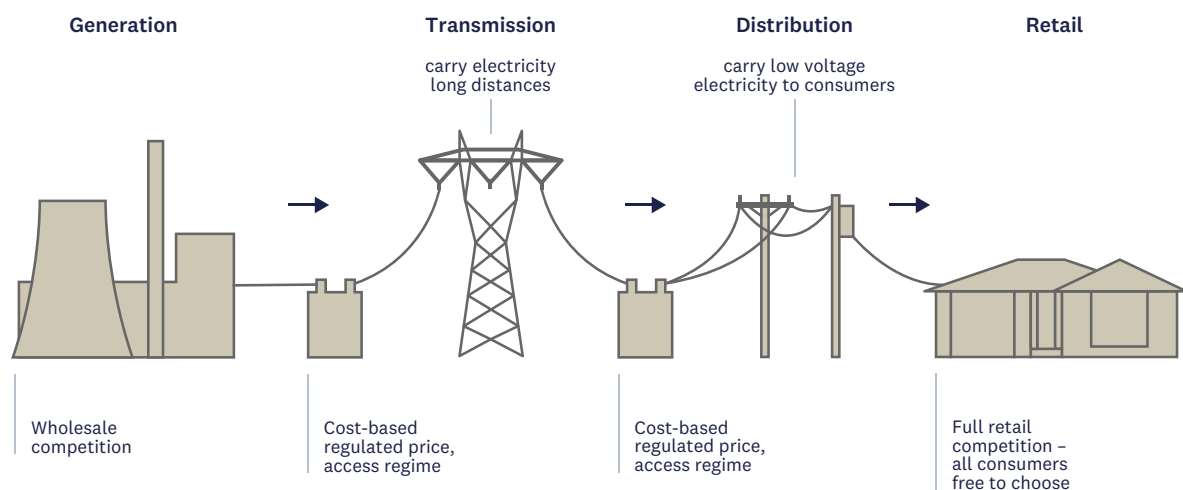 Generation
Transmission
Distribution
Retail
carry electricity
long distances
carry low voltage
electricity to consumers
Wholesale
competition
Cost-based
regulated price,
access regime
Cost-based
regulated price,
access regime
Full retail
competition –
all consumers
free to choose